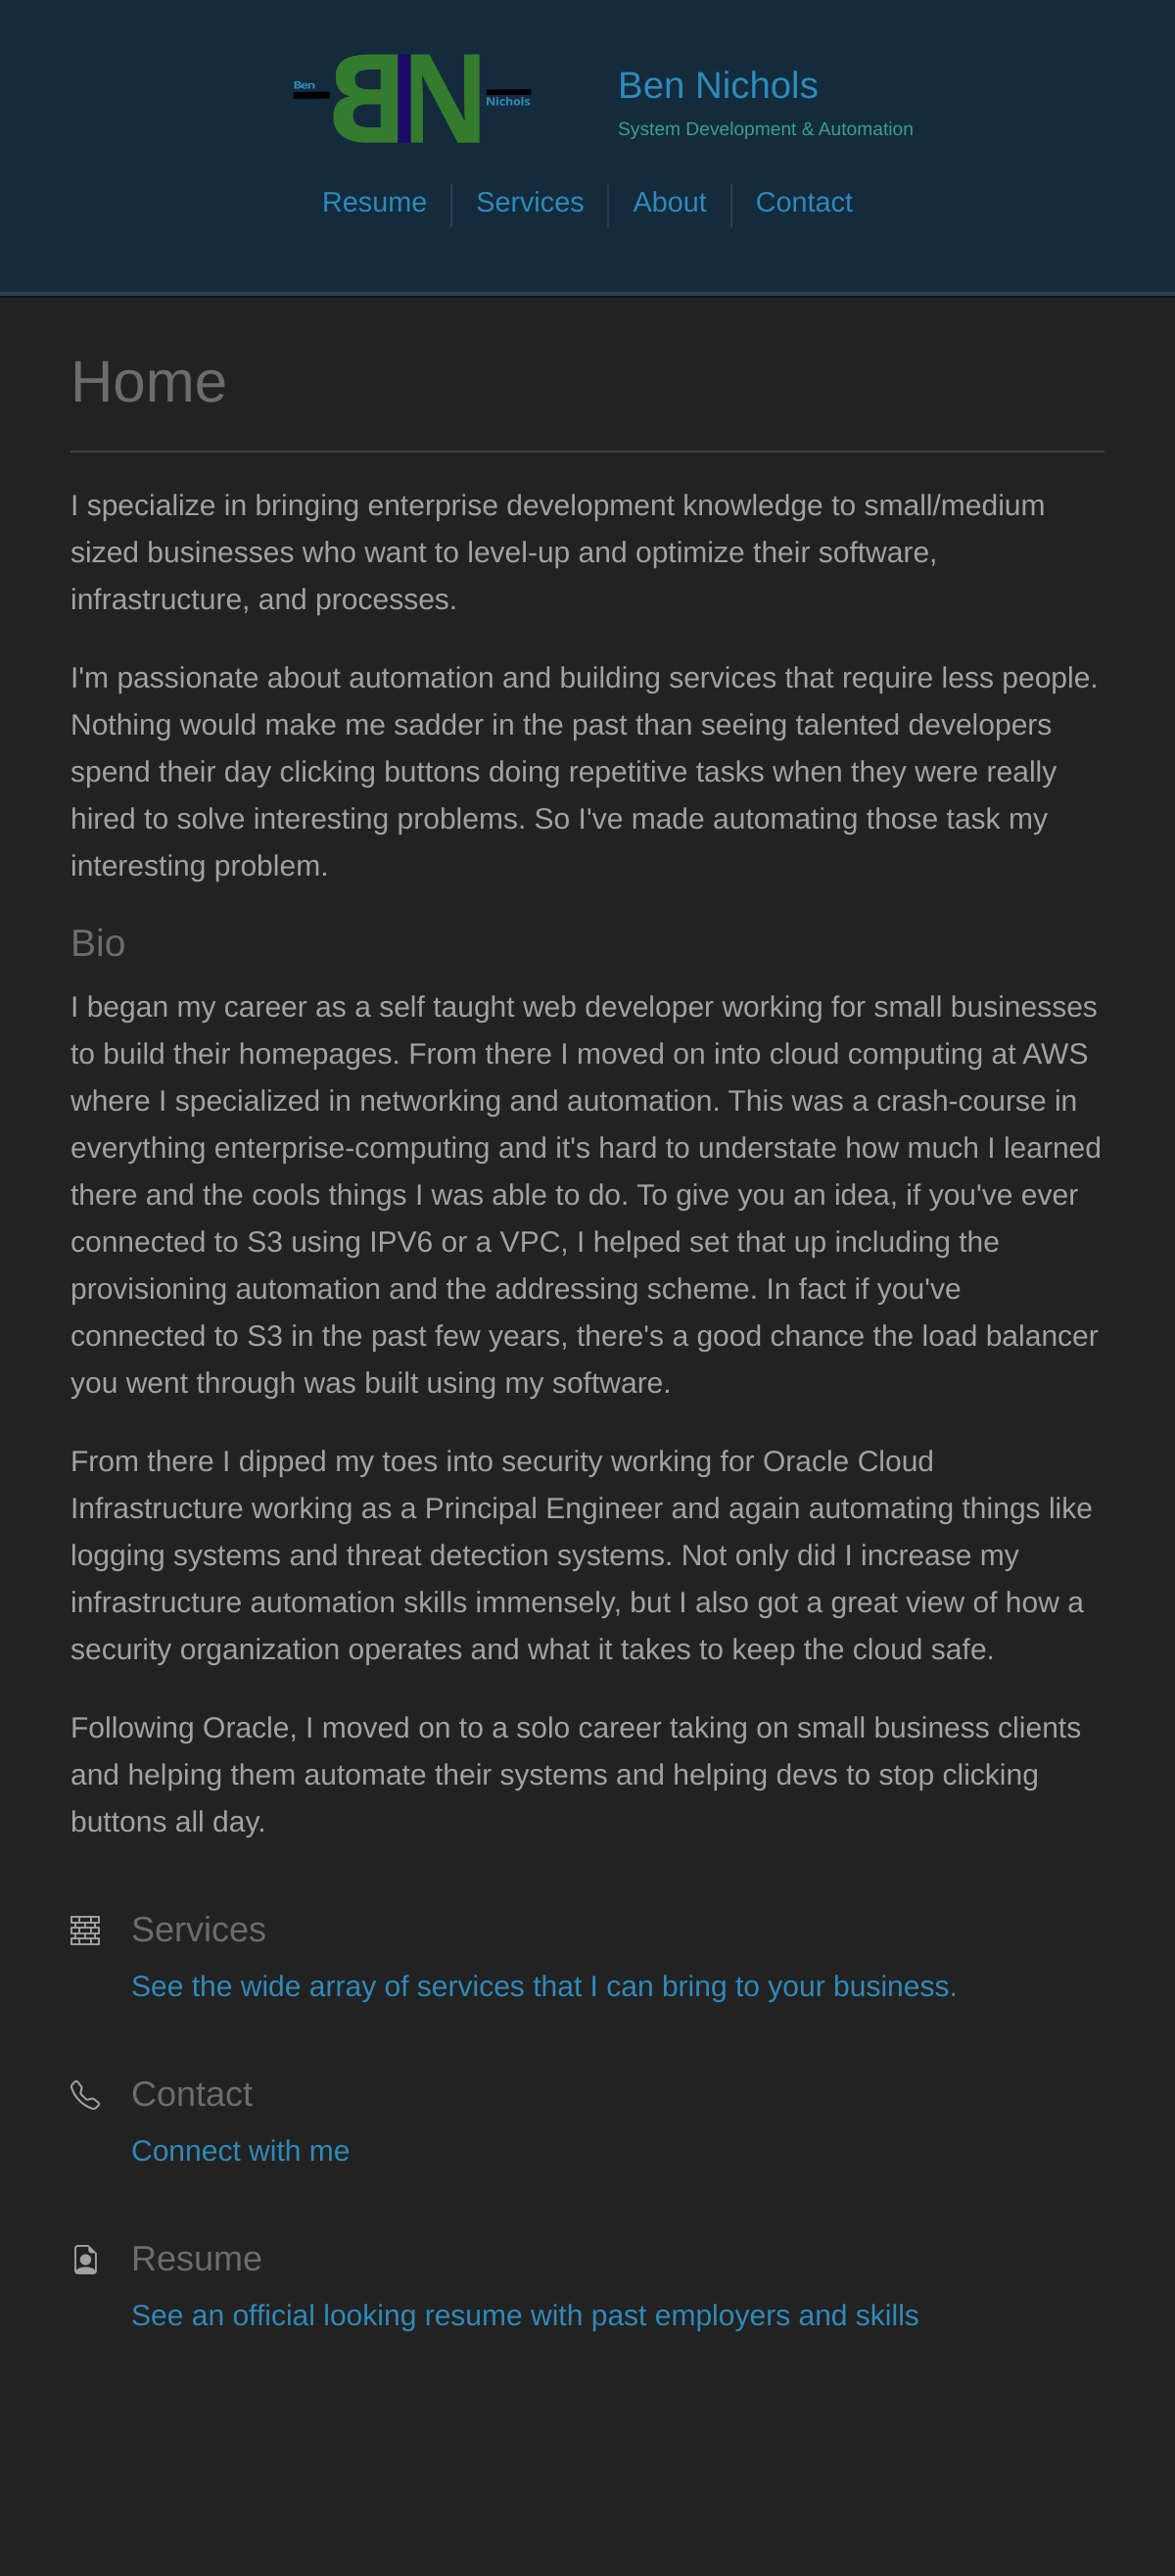 Ben
BN
Nichols
Ben Nichols
System Development & Automation
Resume
Services
About
Contact
Home
I specialize in bringing enterprise development knowledge to small/medium
sized businesses who want to level-up and optimize their software,
infrastructure, and processes.
I'm passionate about automation and building services that require less people.
Nothing would make me sadder in the past than seeing talented developers
spend their day clicking buttons doing repetitive tasks when they were really
hired to solve interesting problems. So I've made automating those task my
interesting problem.
Bio
I began my career as a self taught web developer working for small businesses
to build their homepages. From there I moved on into cloud computing at AWS
where I specialized in networking and automation. This was a crash-course in
everything enterprise-computing and it's hard to understate how much I learned
there and the cools things I was able to do. To give you an idea, if you've ever
connected to S3 using IPV6 or a VPC, I helped set that up including the
provisioning automation and the addressing scheme. In fact if you've
connected to S3 in the past few years, there's a good chance the load balancer
you went through was built using my software.
From there I dipped my toes into security working for Oracle Cloud
Infrastructure working as a Principal Engineer and again automating things like
logging systems and threat detection systems. Not only did I increase my
infrastructure automation skills immensely, but I also got a great view of how a
security organization operates and what it takes to keep the cloud safe.
Following Oracle, I moved on to a solo career taking on small business clients
and helping them automate their systems and helping devs to stop clicking
buttons all day.
Services
See the wide array of services that I can bring to your business.
Contact
Connect with me
Resume
See an official looking resume with past employers and skills